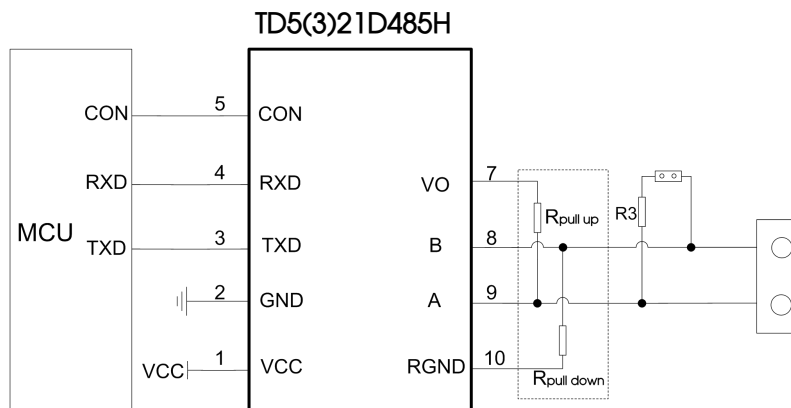 TD5(3)21D485H
MCU
CON
RXD
TXD
5
4
3
2
1
VCC
CON
RXD
TXD
GND
VCC
VO
B
A
RGND
7
8
9
10
Rpull up
Rpull down
R3